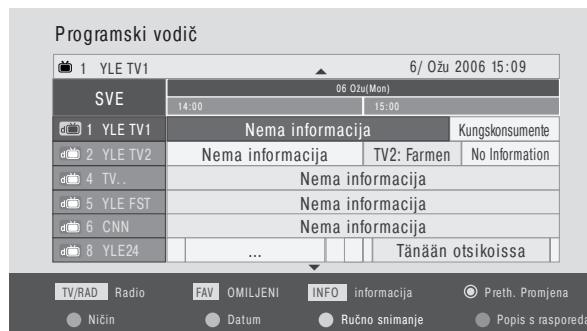 Programski vodič
1 YLE TV1 6/ Ožu 2006 15:09
SVE
06 Ožu(Mon)
14:00 15:00
1 YLE TV1 Nema informacija Kungskonsumente
2 YLE TV2 Nema informacija TV2: Farmen No Information
4 TV.. Nema informacija
5 YLE FST Nema informacija
6 CNN Nema informacija
8 YLE24 ... Tänään otsikoissa
TV/RAD Radio FAV OMILJENI INFO informacija Preth. Promjena
Ničin Datum Ručno snimanje Popis s raspoređ